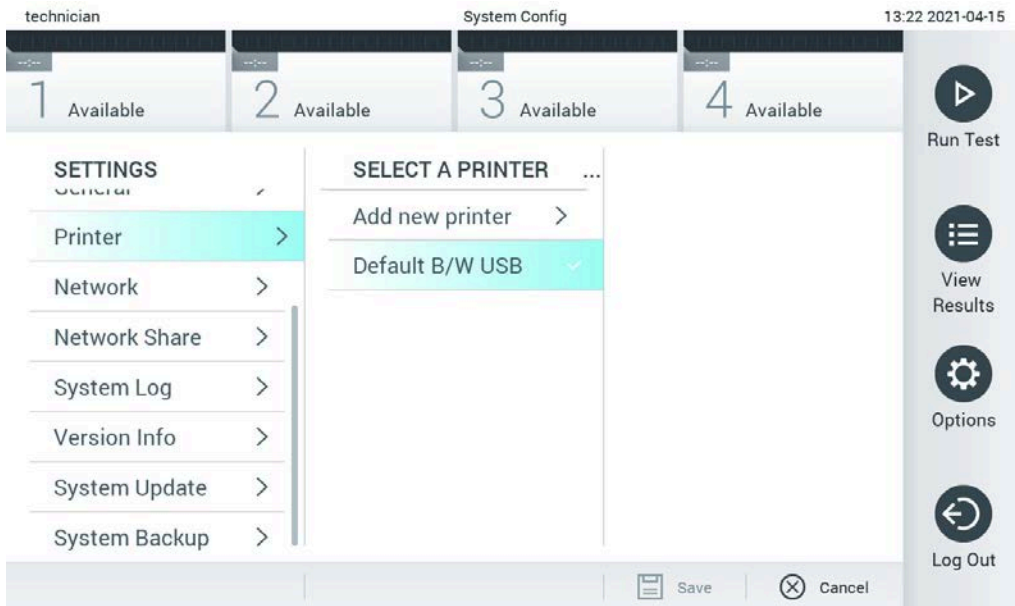 technician System Config 13:22 2021-04-15
--:-- --:-- --:-- --:--
1 Available 2 Available 3 Available 4 Available
Run Test
SETTINGS SELECT A PRINTER ...
General
Add new printer
Printer
View
Results
Default B/W USB
Network
Network Share
System Log
Options
Version Info
System Update
System Backup
Log Out
Save Cancel